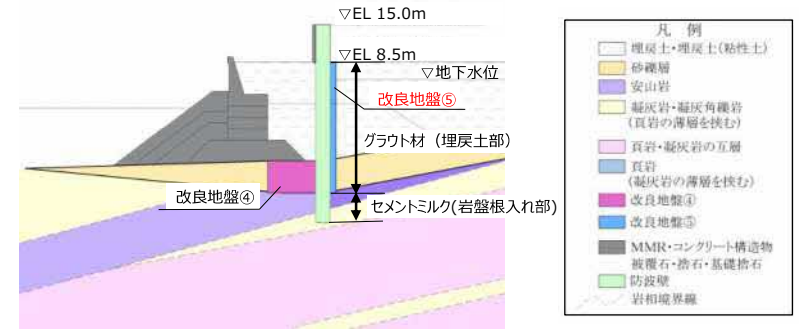 ▽EL 15.0m
▽EL 8.5m
▽地下水位
改良地盤⑤
グラウト材（埋戻土部）
改良地盤④
セメントミルク(岩盤根入れ部)
凡 例
埋戻土・埋戻土(粘性土)
砂礫層
安山岩
凝灰岩・凝灰角礫岩
(頁岩の薄層を挟む)
頁岩・凝灰岩の互層
頁岩
(凝灰岩の薄層を挟む)
改良地盤④
改良地盤⑤
MMR・コンクリート構造物
被覆石・捨石・基礎捨石
防波壁
岩相境界線